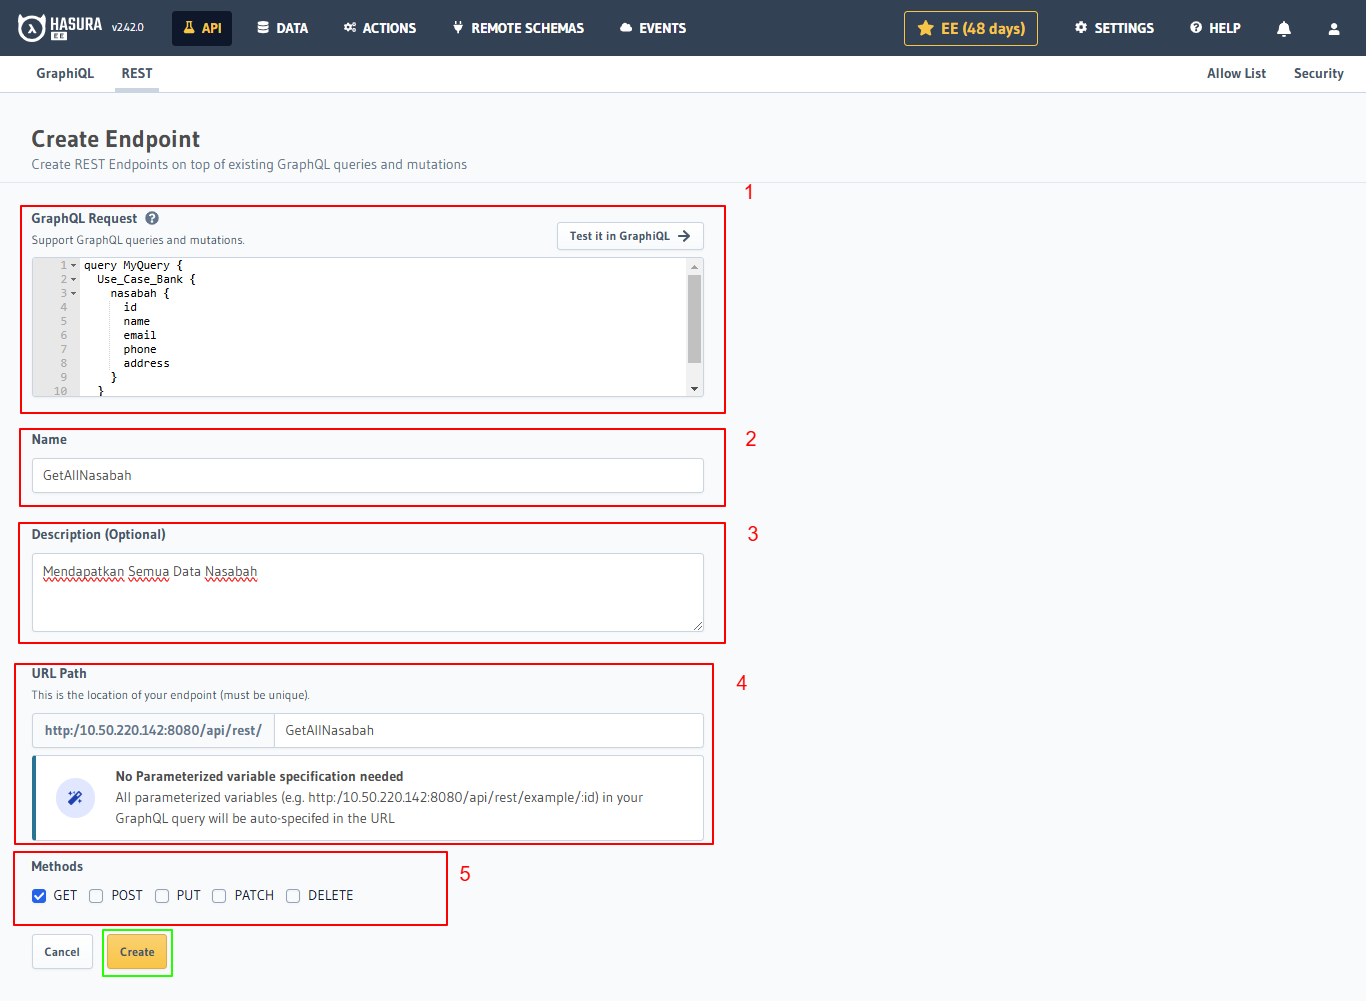 HASURA EE v2.42.0 API DATA ACTIONS REMOTE SCHEMAS EVENTS EE (48 days) SETTINGS HELP
GraphiQL REST Allow List Security
Create Endpoint
Create REST Endpoints on top of existing GraphQL queries and mutations
1
GraphQL Request
Support GraphQL queries and mutations.
Test it in GraphiQL
1 query MyQuery {
2 Use_Case_Bank {
3 nasabah {
4 id
5 name
6 email
7 phone
8 address
9 }
10 }
2
Name
GetAllNasabah
3
Description (Optional)
Mendapatkan Semua Data Nasabah
4
URL Path
This is the location of your endpoint (must be unique).
http:/10.50.220.142:8080/api/rest/ GetAllNasabah
No Parameterized variable specification needed
All parameterized variables (e.g. http:/10.50.220.142:8080/api/rest/example/:id) in your
GraphQL query will be auto-specifed in the URL
5
Methods
GET POST PUT PATCH DELETE
Cancel Create